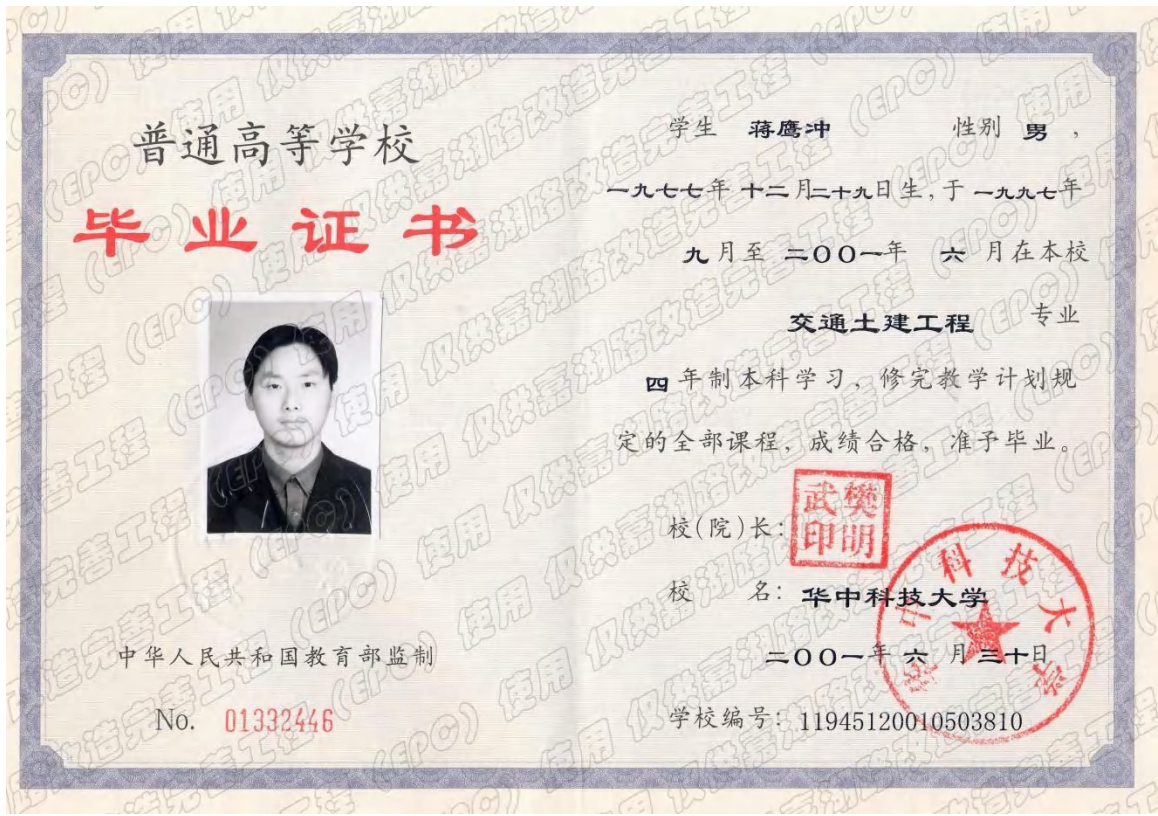 普通高等学校
毕业证书
中华人民共和国教育部监制
No. 01332446
学生 蒋鹰冲 性别 男 ，
一九七七年 十二月二十九日生，于 一九九七年
九月至 二〇〇一年 六 月在本校
交通土建工程 专业
四 年制本科学习，修完教学计划规
定的全部课程，成绩合格，准予毕业。
校(院)长：
樊明武印
校 名：华中科技大学
二〇〇一年 六 月三十日
学校编号：11945120010503810
华中科技大学
仅供嘉湖路改造完善工程（EPC）使用